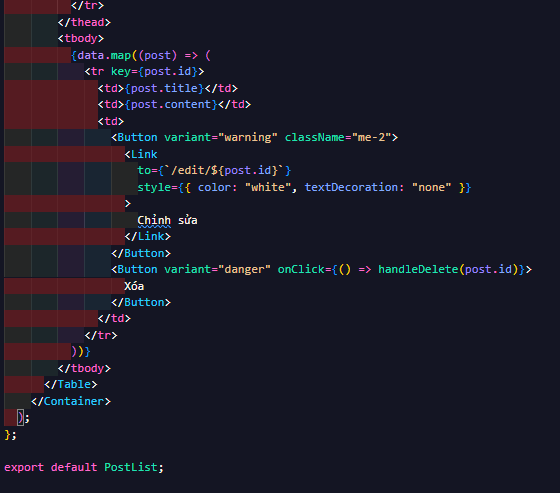 </tr>
</thead>
<tbody>
{data.map((post) => (
<tr key={post.id}>
<td>{post.title}</td>
<td>{post.content}</td>
<td>
<Button variant="warning" className="me-2">
<Link
to={`/edit/${post.id}`}
style={{ color: "white", textDecoration: "none" }}
>
Chỉnh sửa
</Link>
</Button>
<Button variant="danger" onClick={() => handleDelete(post.id)}>
Xóa
</Button>
</td>
</tr>
))}
</tbody>
</Table>
</Container>
);
};
export default PostList;